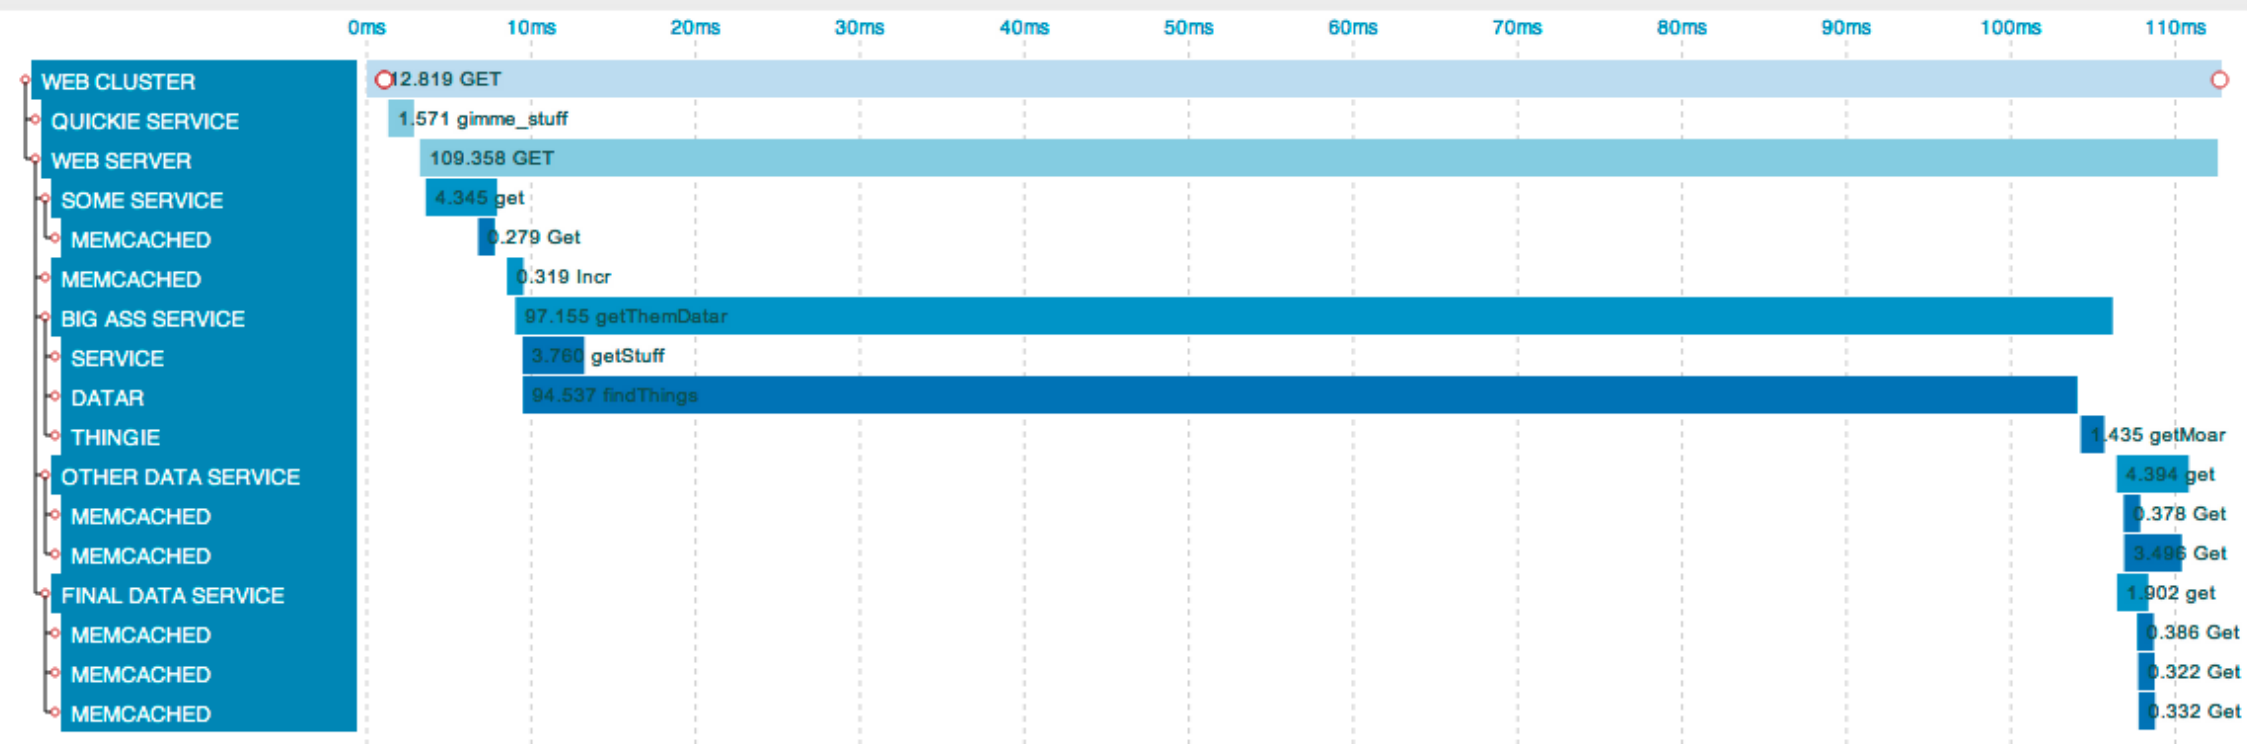 0ms 10ms 20ms 30ms 40ms 50ms 60ms 70ms 80ms 90ms 100ms 110ms
WEB CLUSTER 12.819 GET
QUICKIE SERVICE 1.571 gimme_stuff
WEB SERVER 109.358 GET
SOME SERVICE 4.345 get
MEMCACHED 0.279 Get
MEMCACHED 0.319 Incr
BIG ASS SERVICE 97.155 getThemDatar
SERVICE 3.760 getStuff
DATAR 94.537 findThings
THINGIE 1.435 getMoar
OTHER DATA SERVICE 4.394 get
MEMCACHED 0.378 Get
MEMCACHED 3.496 Get
FINAL DATA SERVICE 1.902 get
MEMCACHED 0.386 Get
MEMCACHED 0.322 Get
MEMCACHED 0.332 Get